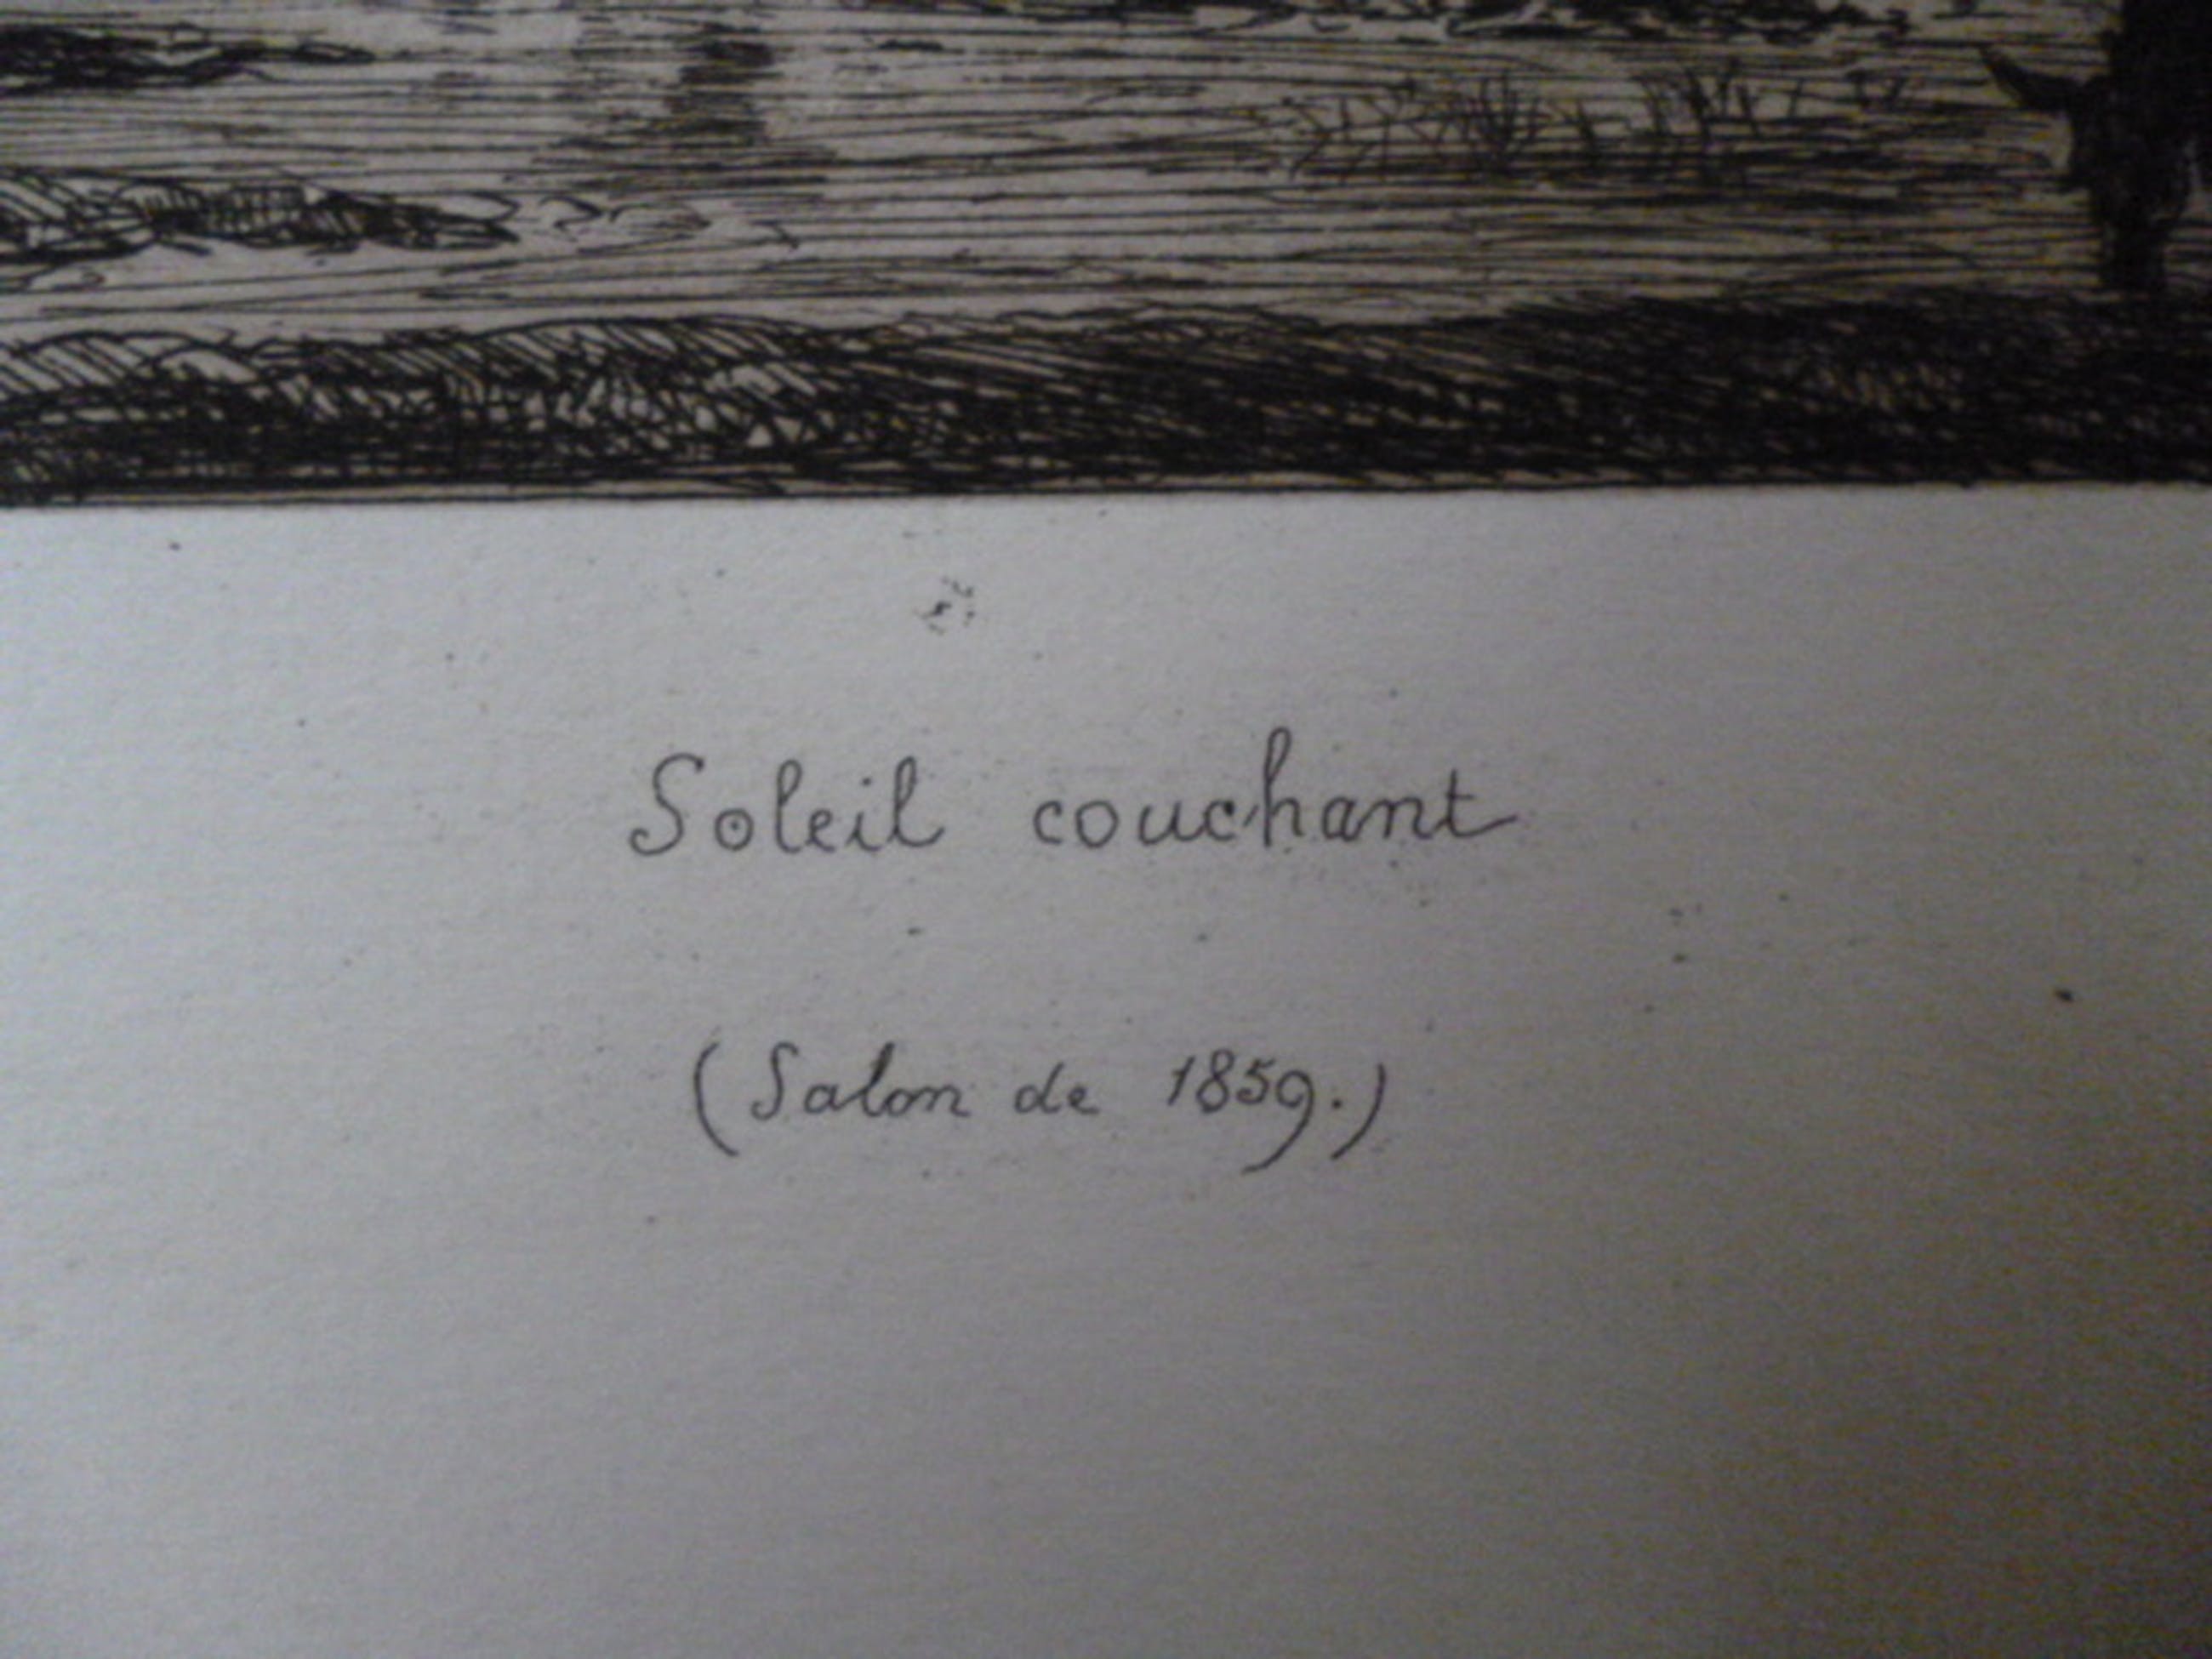 Soleil couchant
(Salon de 1859.)